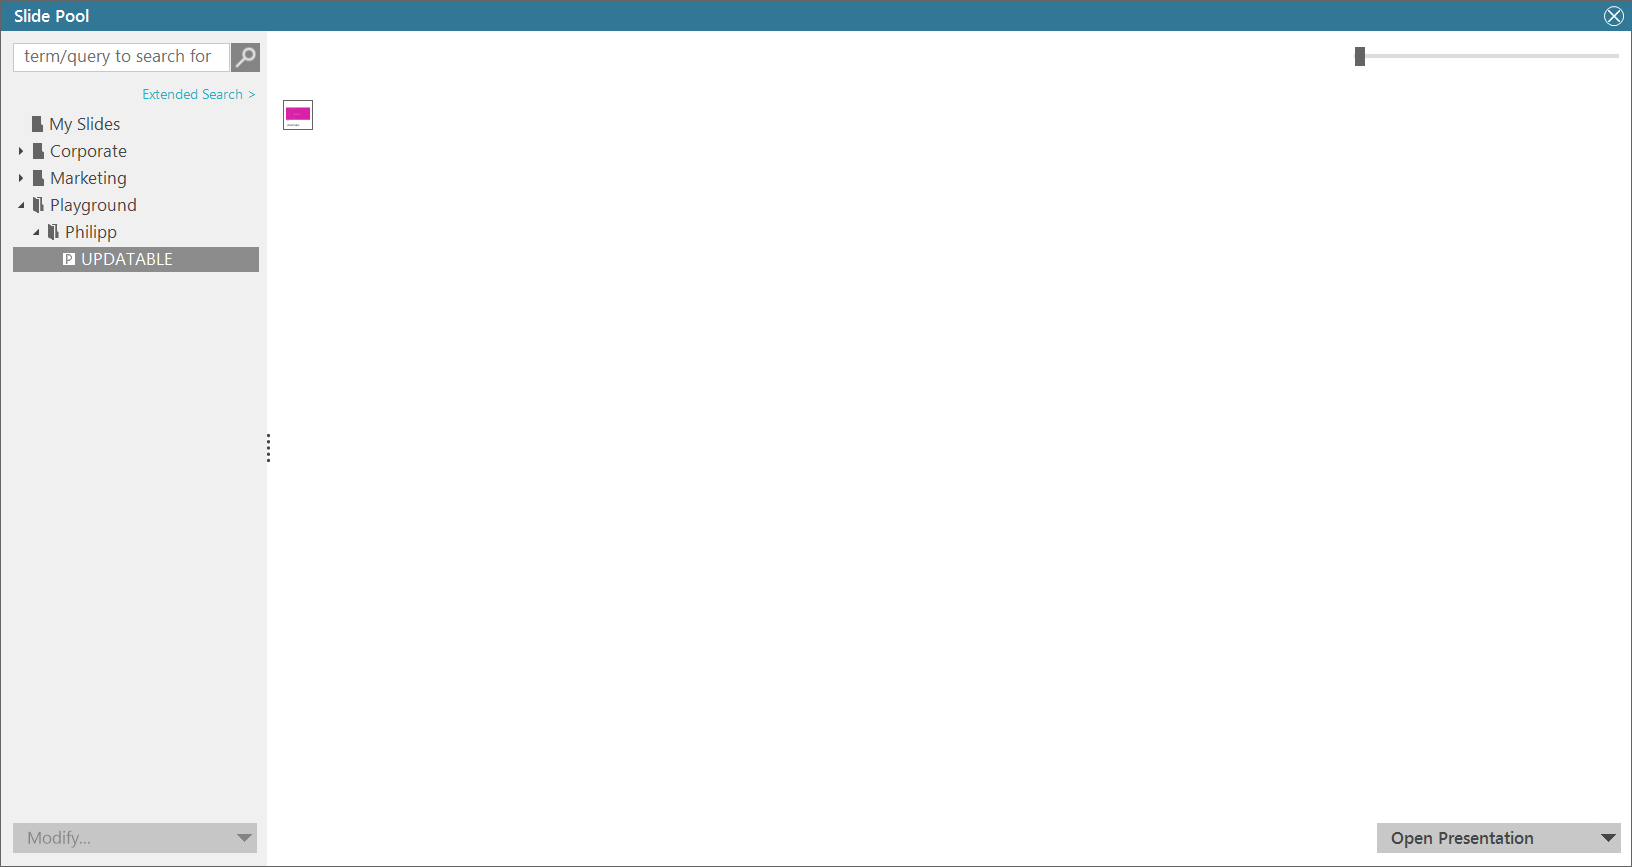 Slide Pool
term/query to search for
Extended Search >
My Slides
Corporate
Marketing
Playground
Philipp
P UPDATABLE
Modify...
Open Presentation